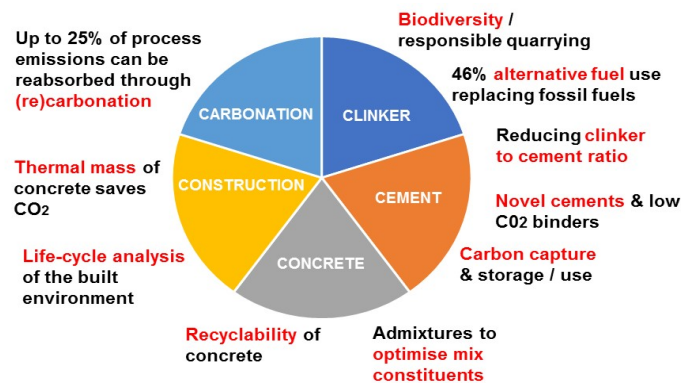 Biodiversity /
responsible quarrying
46% alternative fuel use
replacing fossil fuels
Reducing clinker
to cement ratio
Novel cements & low
C02 binders
Carbon capture
& storage / use
Admixtures to
optimise mix
constituents
Recyclability of
concrete
Life-cycle analysis
of the built
environment
Thermal mass of
concrete saves
CO2
Up to 25% of process
emissions can be
reabsorbed through
(re)carbonation
CARBONATION
CLINKER
CONSTRUCTION
CEMENT
CONCRETE